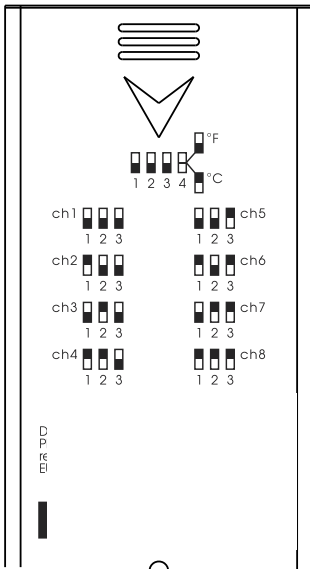 °F
1 2 3 4
°C
ch1 ch5
1 2 3 1 2 3
ch2 ch6
1 2 3 1 2 3
ch3 ch7
1 2 3 1 2 3
ch4 ch8
1 2 3 1 2 3
D
P
re